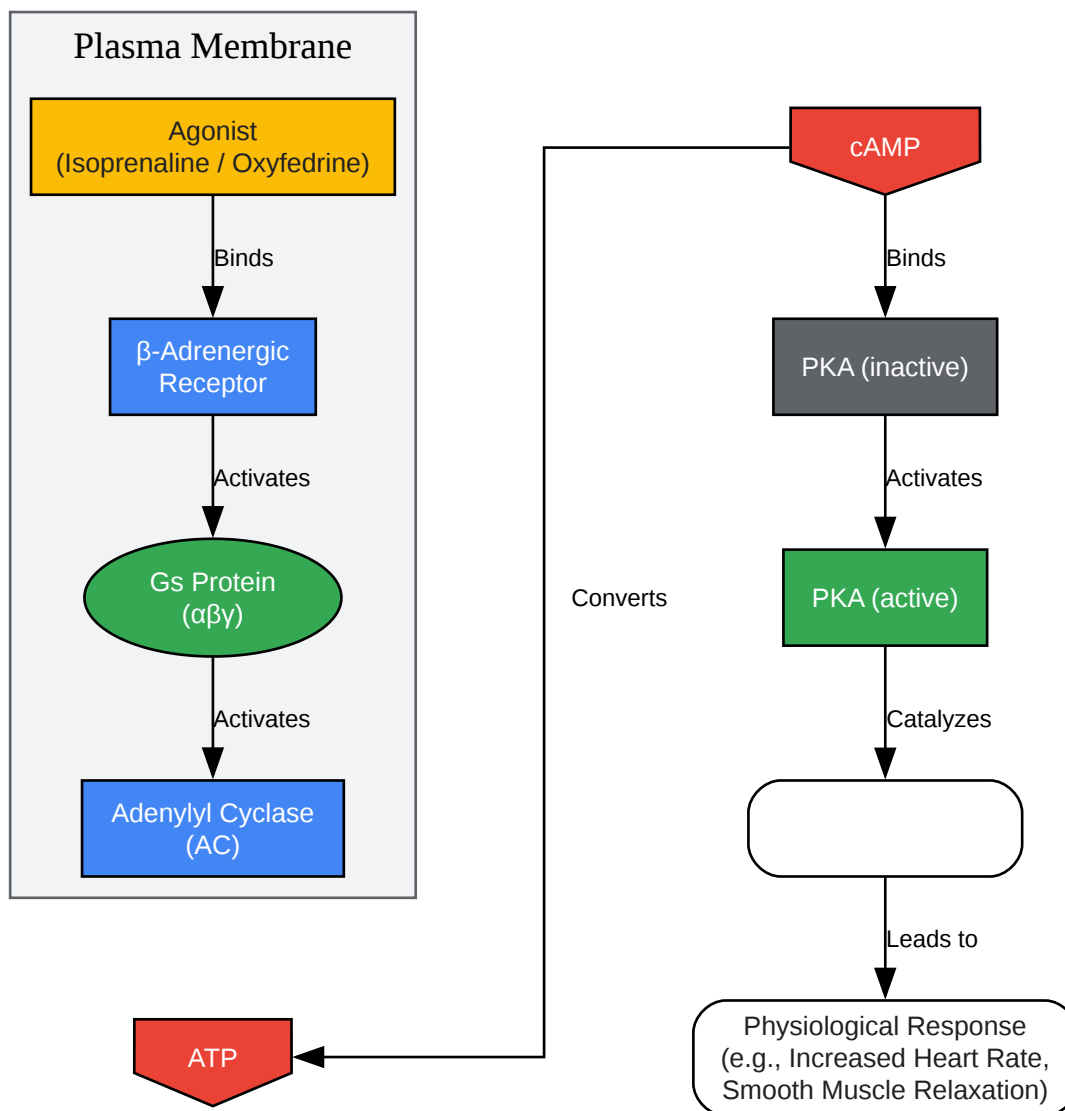 Plasma Membrane
Agonist
(Isoprenaline / Oxyfedrine)
Binds
β-Adrenergic
Receptor
Activates
Gs Protein
(αβγ)
Activates
Adenylyl Cyclase
(AC)
ATP
Converts
cAMP
Binds
PKA (inactive)
Activates
PKA (active)
Catalyzes
Leads to
Physiological Response
(e.g., Increased Heart Rate,
Smooth Muscle Relaxation)